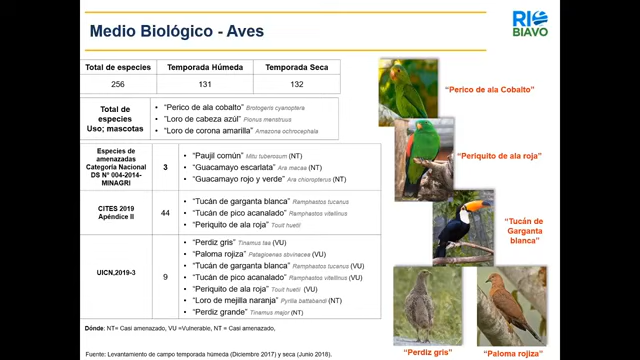 Medio Biológico - Aves
RIO
BIAVO
Total de especies Temporada Húmeda Temporada Seca
256 131 132
Total de
especies
Uso; mascotas
• “Perico de ala cobalto” Brotogeris cyanoptera
• “Loro de cabeza azúl” Pionus menstruus
• “Loro de corona amarilla” Amazona ochrocephala
Especies de
amenazadas
Categoría Nacional
DS N° 004-2014-
MINAGRI
3
• “Paujil común” Mitu tuberosum (NT)
• “Guacamayo escarlata” Ara macao (NT)
• “Guacamayo rojo y verde” Ara chloropterus (NT)
CITES 2019
Apéndice II
44
• “Tucán de garganta blanca” Ramphastos tucanus
• “Tucán de pico acanalado” Ramphastos vitellinus
• “Periquito de ala roja” Touit huetii
UICN,2019-3
9
• “Perdiz gris” Tinamus tao (VU)
• “Paloma rojiza” Patagioenas sbvinacea (VU)
• “Tucán de garganta blanca” Ramphastos tucanus (VU)
• “Tucán de pico acanalado” Ramphastos vitellinus (VU)
• “Periquito de ala roja” Touit huetii (VU)
• “Loro de mejilla naranja” Pyrilia battabandi (NT)
• “Perdiz grande” Tinamus major (NT)
“Perico de ala Cobalto”
“Periquito de ala roja”
“Tucán de
Garganta
blanca”
“Perdiz gris”
“Paloma rojiza”
Dónde: NT= Casi amenazado, VU =Vulnerable, NT = Casi amenazado,
Fuente: Levantamiento de campo temporada húmeda (Diciembre 2017) y seca (Junio 2018).